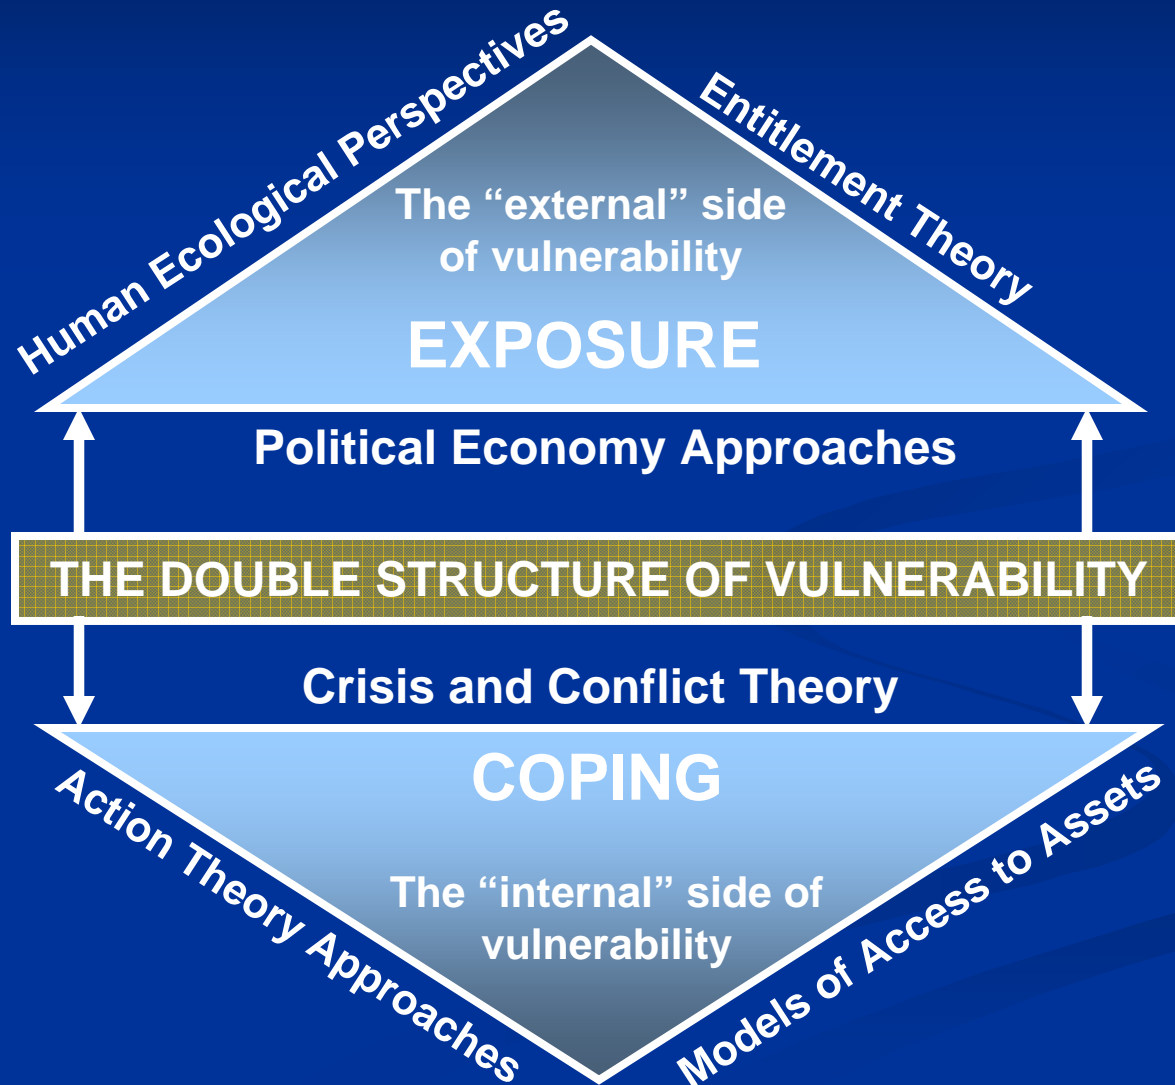 Human Ecological Perspectives
Entitlement Theory
The “external” side
of vulnerability
EXPOSURE
Political Economy Approaches
THE DOUBLE STRUCTURE OF VULNERABILITY
Crisis and Conflict Theory
COPING
Action Theory Approaches
The “internal” side of
vulnerability
Models of Access to Assets